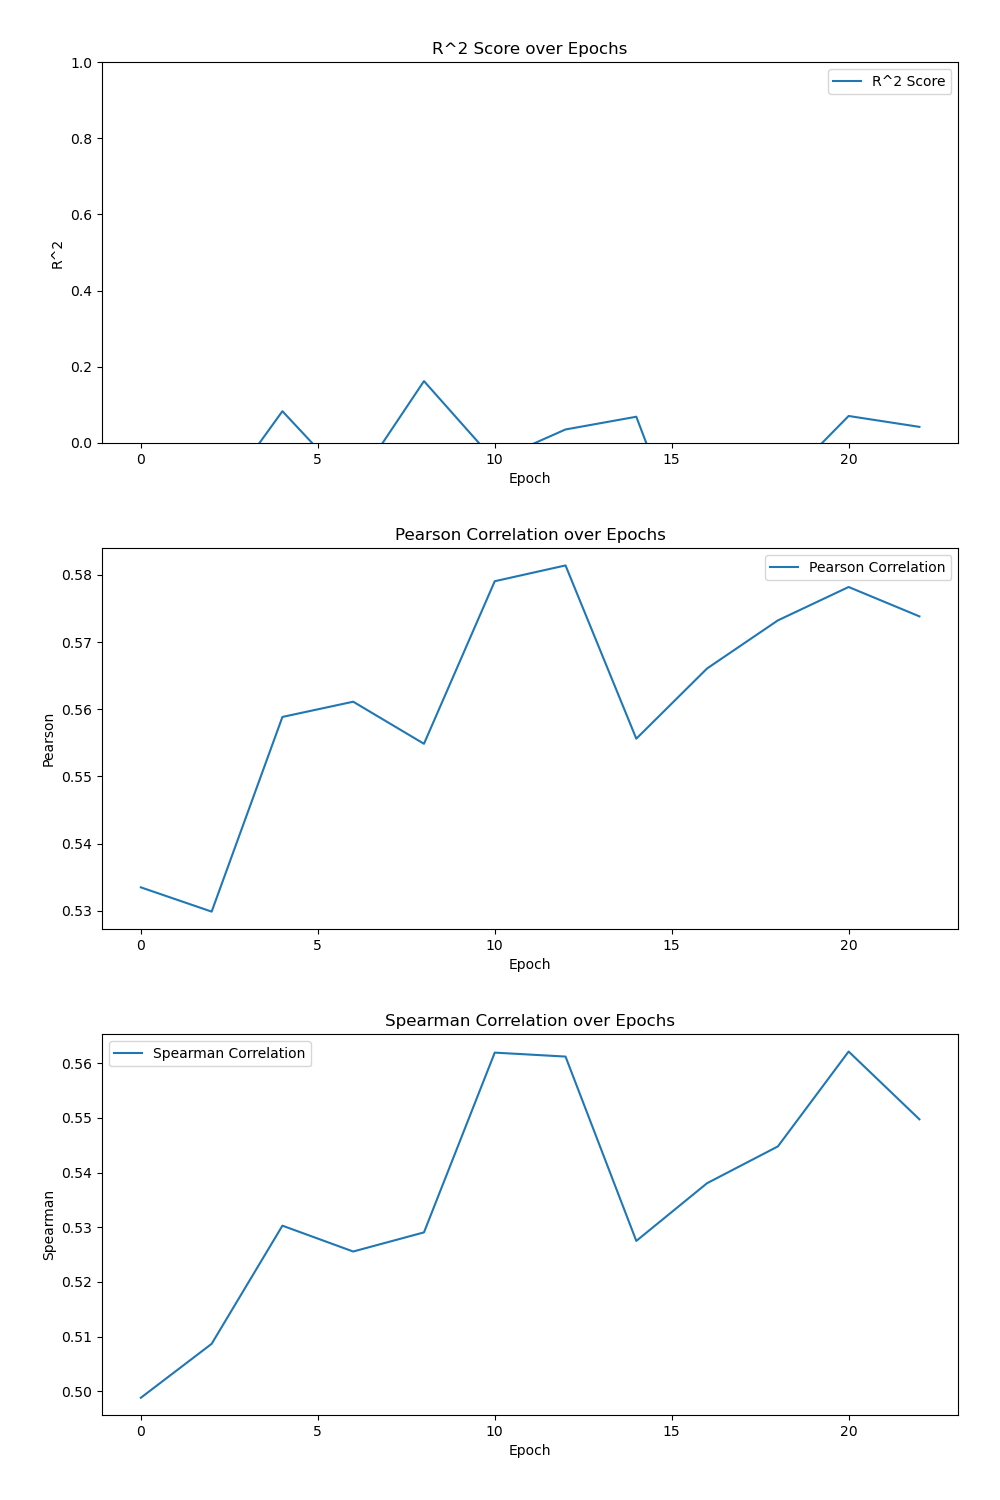 R^2 Score over Epochs
R^2 Score
1.0
0.8
0.6
0.4
0.2
0.0
R^2
0 5 10 15 20
Epoch
Pearson Correlation over Epochs
Pearson Correlation
0.58
0.57
0.56
0.55
0.54
0.53
Pearson
0 5 10 15 20
Epoch
Spearman Correlation over Epochs
Spearman Correlation
0.56
0.55
0.54
0.53
0.52
0.51
0.50
Spearman
0 5 10 15 20
Epoch